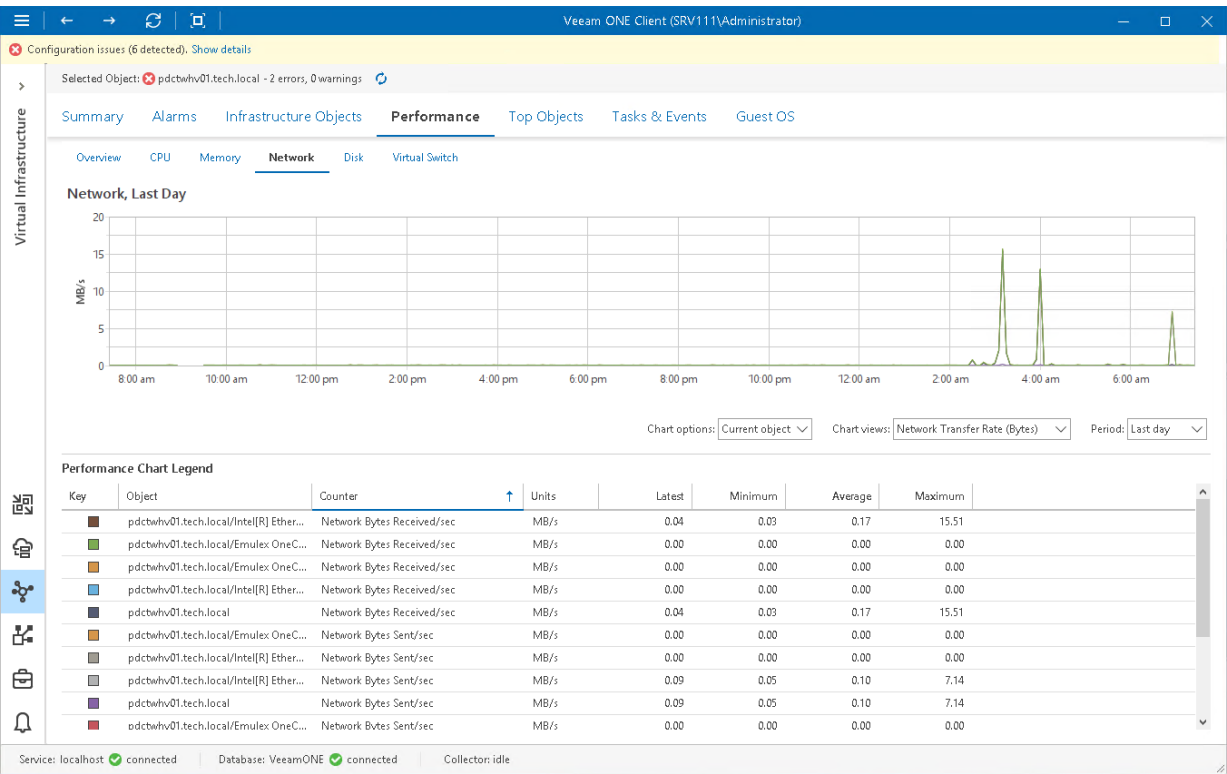 Veeam ONE Client (SRV111\Administrator)
Configuration issues (6 detected). Show details
Virtual Infrastructure
Selected Object: pdctwhv01.tech.local - 2 errors, 0 warnings
Summary Alarms Infrastructure Objects Performance Top Objects Tasks & Events Guest OS
Overview CPU Memory Network Disk Virtual Switch
Network, Last Day
MB/s
20
15
10
5
0
8:00 am 10:00 am 12:00 pm 2:00 pm 4:00 pm 6:00 pm 8:00 pm 10:00 pm 12:00 am 2:00 am 4:00 am 6:00 am
Chart options: Current object Chart views: Network Transfer Rate (Bytes) Period: Last day
Performance Chart Legend
Key Object Counter Units Latest Minimum Average Maximum
pdctwhv01.tech.local/Intel[R] Ether... Network Bytes Received/sec MB/s 0.04 0.03 0.17 15.51
pdctwhv01.tech.local/Emulex OneC... Network Bytes Received/sec MB/s 0.00 0.00 0.00 0.00
pdctwhv01.tech.local/Emulex OneC... Network Bytes Received/sec MB/s 0.00 0.00 0.00 0.00
pdctwhv01.tech.local/Intel[R] Ether... Network Bytes Received/sec MB/s 0.00 0.00 0.00 0.00
pdctwhv01.tech.local Network Bytes Received/sec MB/s 0.04 0.03 0.17 15.51
pdctwhv01.tech.local/Emulex OneC... Network Bytes Sent/sec MB/s 0.00 0.00 0.00 0.00
pdctwhv01.tech.local/Intel[R] Ether... Network Bytes Sent/sec MB/s 0.00 0.00 0.00 0.00
pdctwhv01.tech.local/Intel[R] Ether... Network Bytes Sent/sec MB/s 0.09 0.05 0.10 7.14
pdctwhv01.tech.local Network Bytes Sent/sec MB/s 0.09 0.05 0.10 7.14
pdctwhv01.tech.local/Emulex OneC... Network Bytes Sent/sec MB/s 0.00 0.00 0.00 0.00
Service: localhost connected Database: VeeamONE connected Collector: idle